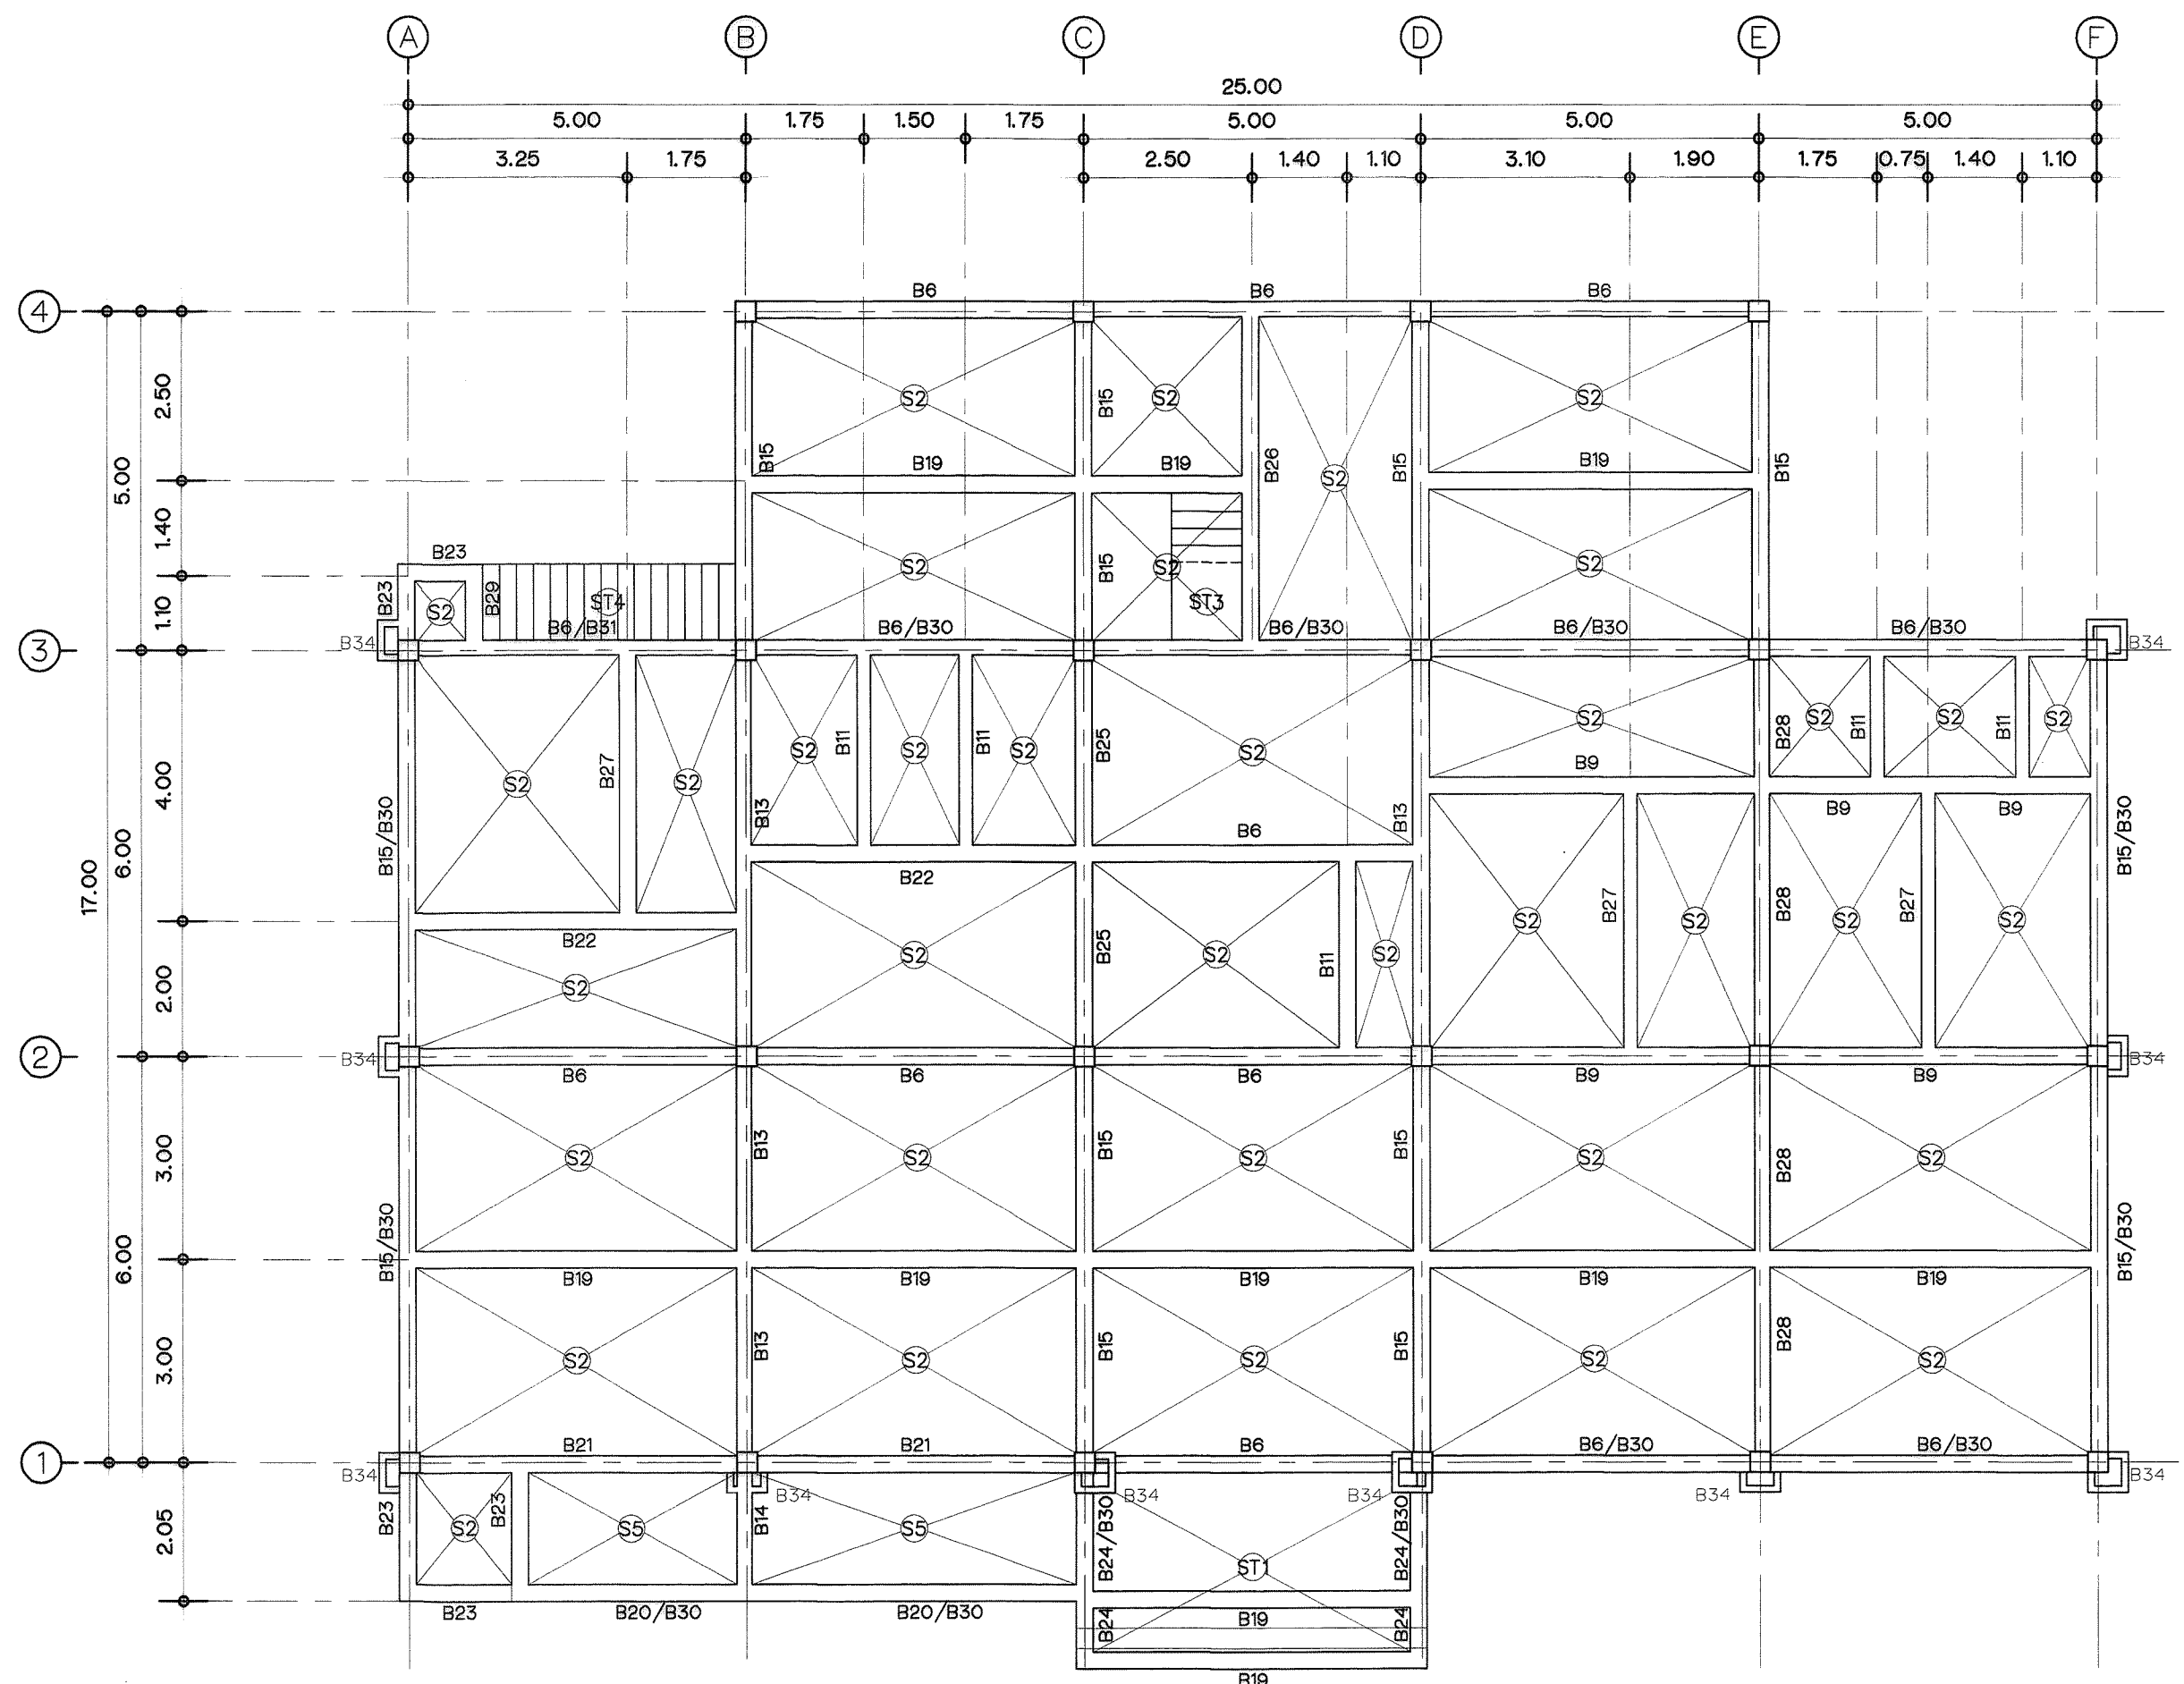 A B C D E F
25.00
5.00 1.75 1.50 1.75 5.00 5.00 5.00
3.25 1.75 2.50 1.40 1.10 3.10 1.90 1.75 0.75 1.40 1.10
B6 B6 B6
4
2.50
S2 B15 S2 S2
B15 B19 B19 B26 S2 B15 B19 B15
5.00
1.40
B23
B23 S2 B29 ST4 S2 B15 S2 ST3 S2
1.10
B34 B6/B31 B6/B30 B6/B30 B6/B30 B6/B30 B34
3
S2 B28 S2 B11 S2 B11 S2
S2 B27 S2 S2 B11 S2 B11 S2 B25 S2 B9
4.00
B15/B30 B13 B6 B13 B9 B9 B15/B30
6.00
17.00
B22
B22 S2 B25 S2 B11 S2 S2 B27 S2 B28 S2 B27 S2
2.00
S2
2
B34 B34
B6 B6 B6 B9 B9
3.00
S2 B13 S2 B15 S2 B15 S2 B28 S2
B15/B30 B15/B30
6.00
B19 B19 B19 B19 B19
3.00
S2 B13 S2 B15 S2 B15 S2 B28 S2
B21 B21 B6 B6/B30 B6/B30
1
B34 B34 B34 B34 B34 B34
2.05
B23 S2 B23 S5 B14 S5 B24/B30 ST1 B24/B30
B23 B20/B30 B20/B30 B24 B19 B24
B19